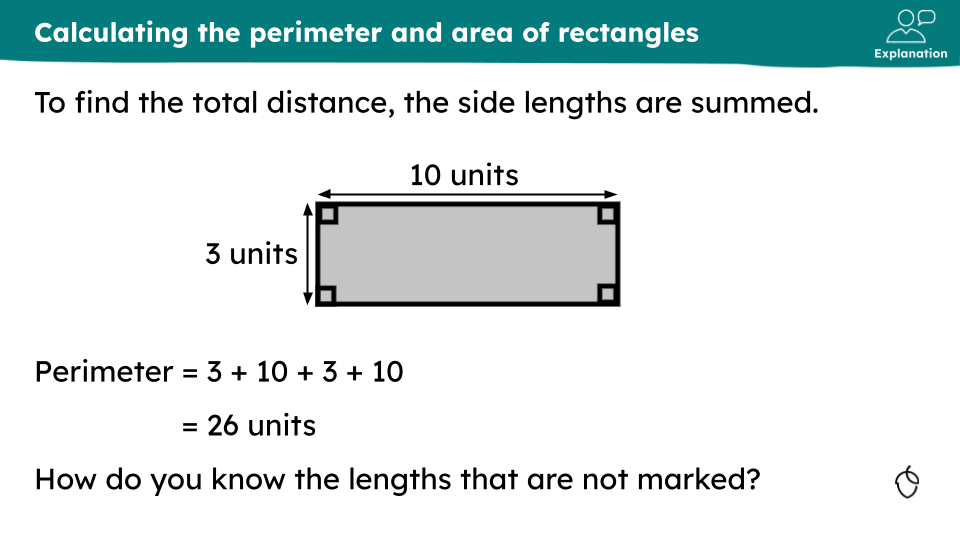 Calculating the perimeter and area of rectangles
Explanation
To find the total distance, the side lengths are summed.
10 units
3 units
Perimeter = 3 + 10 + 3 + 10
= 26 units
How do you know the lengths that are not marked?